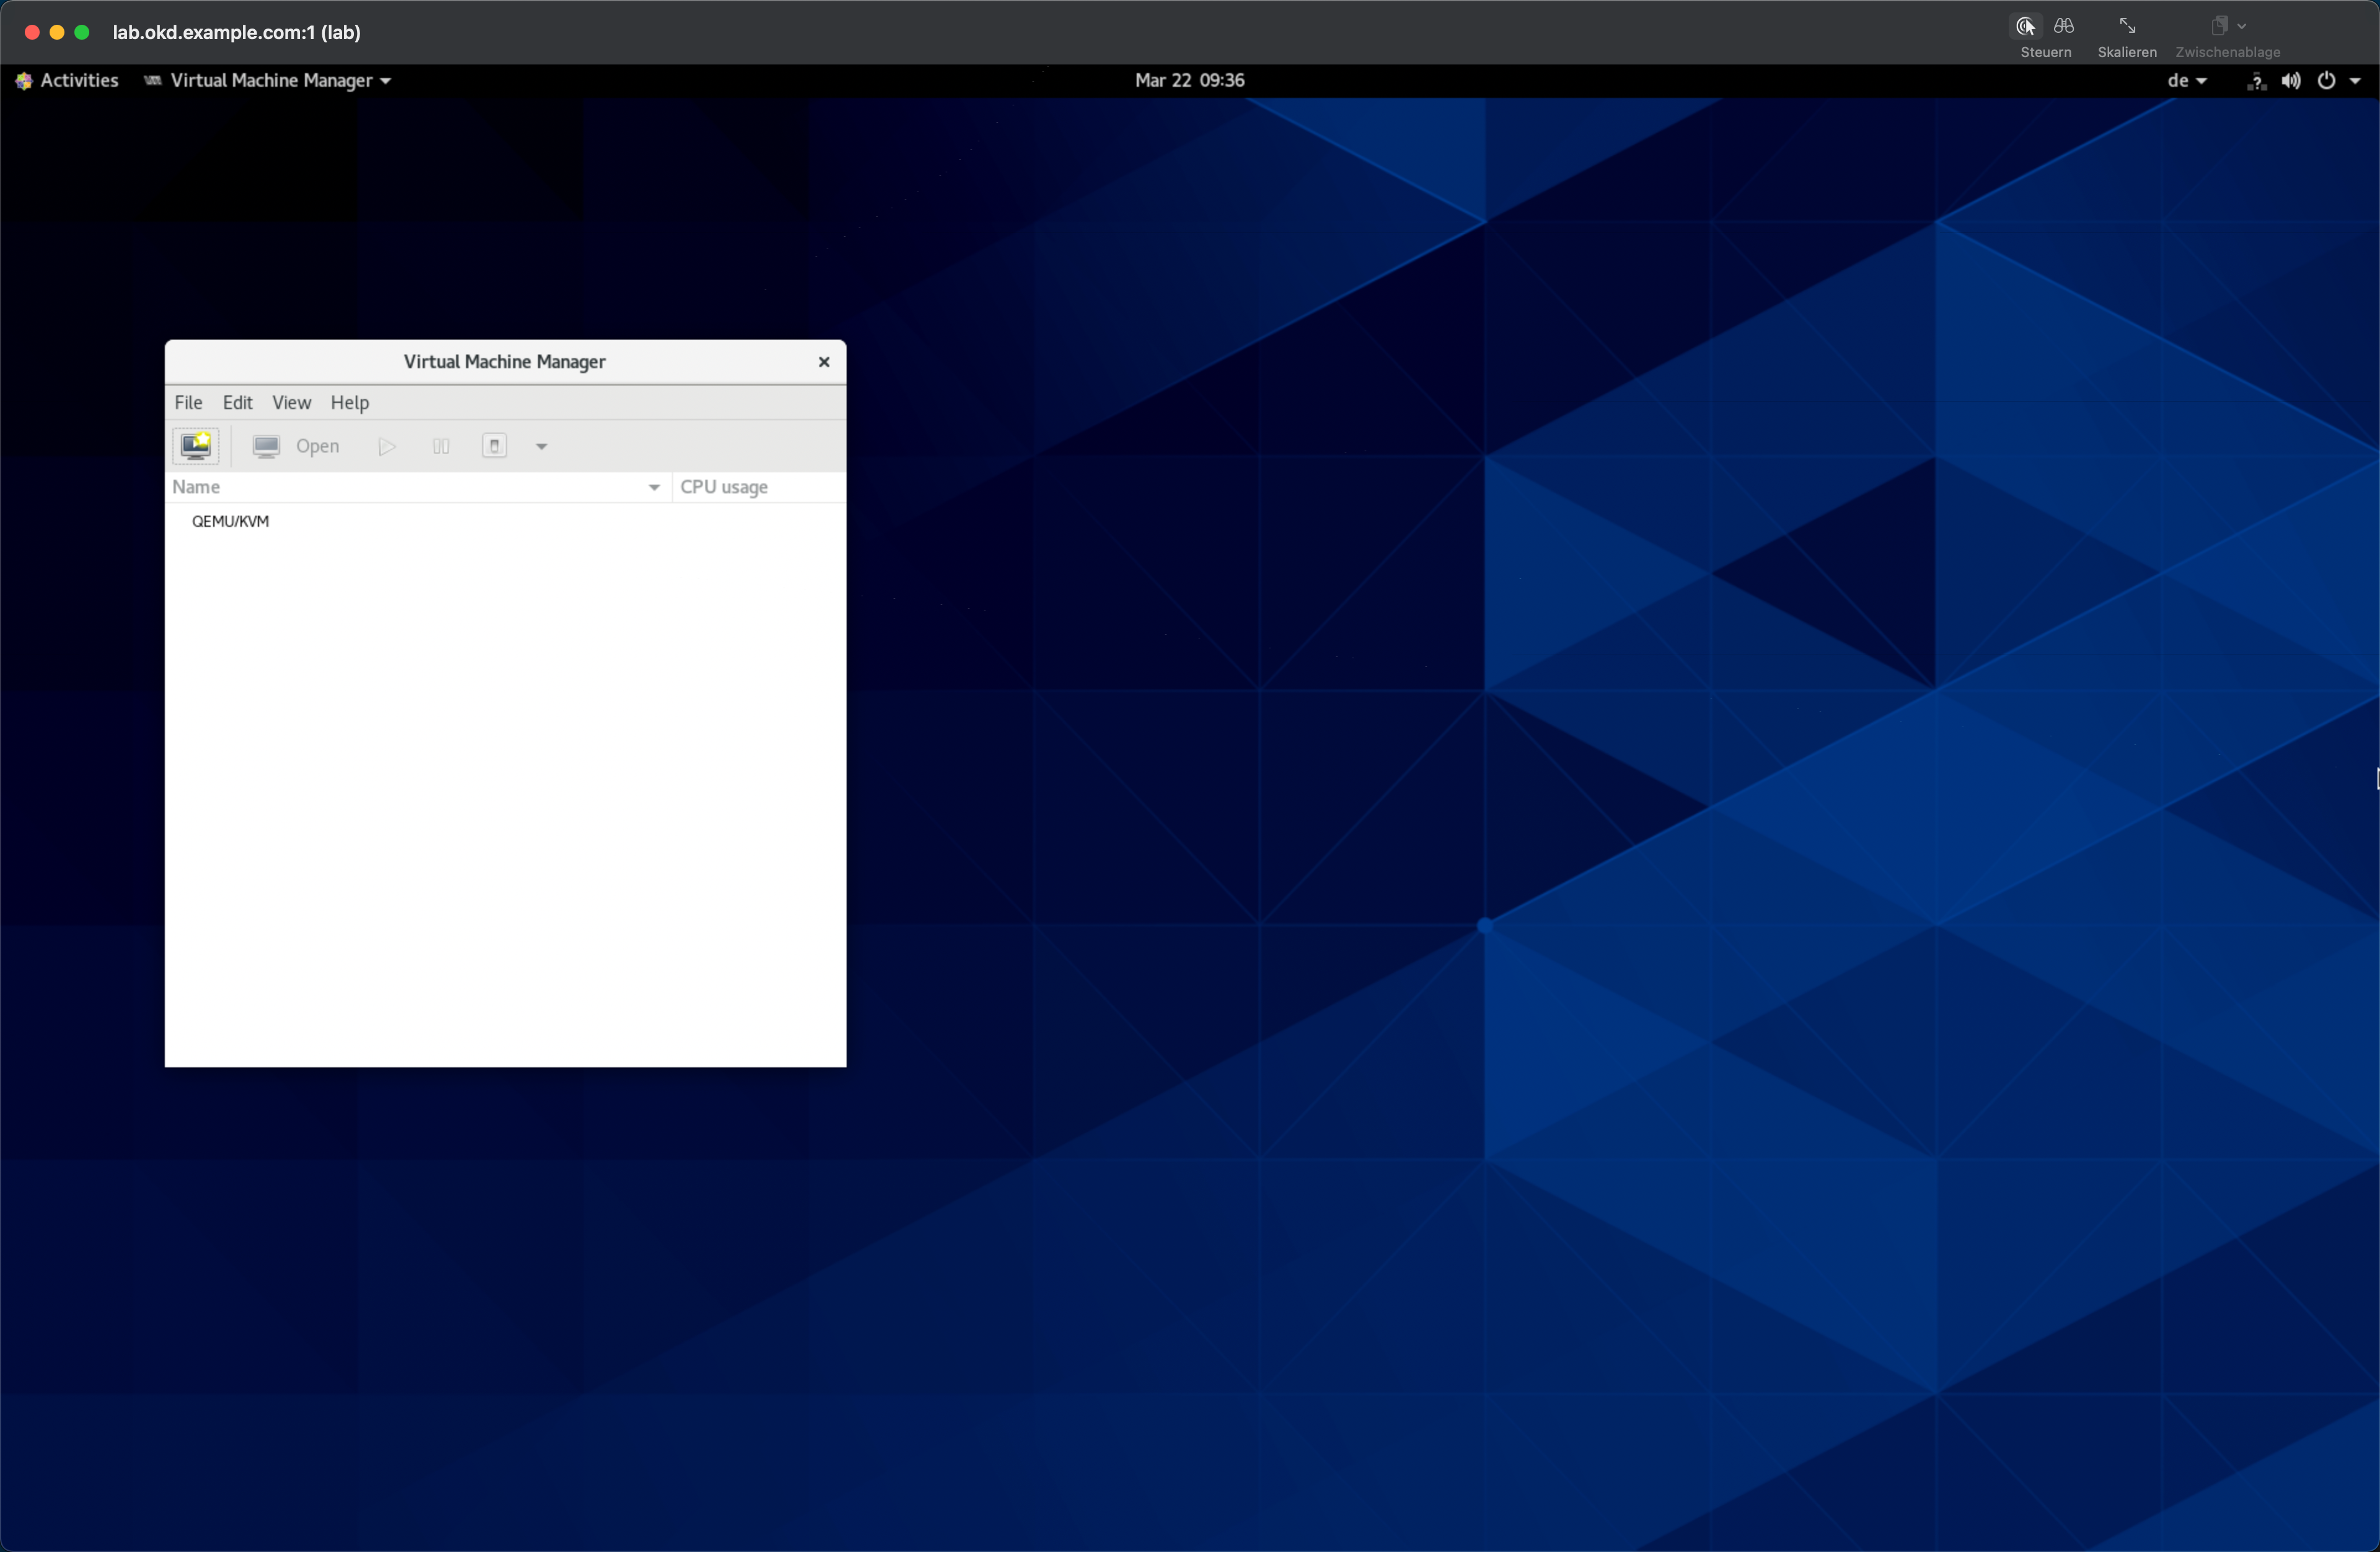 lab.okd.example.com:1 (lab)
Steuern
Skalieren
Zwischenablage
Activities
Virtual Machine Manager
Mar 22 09:36
de
?
Virtual Machine Manager
File Edit View Help
Open
Name
CPU usage
QEMU/KVM